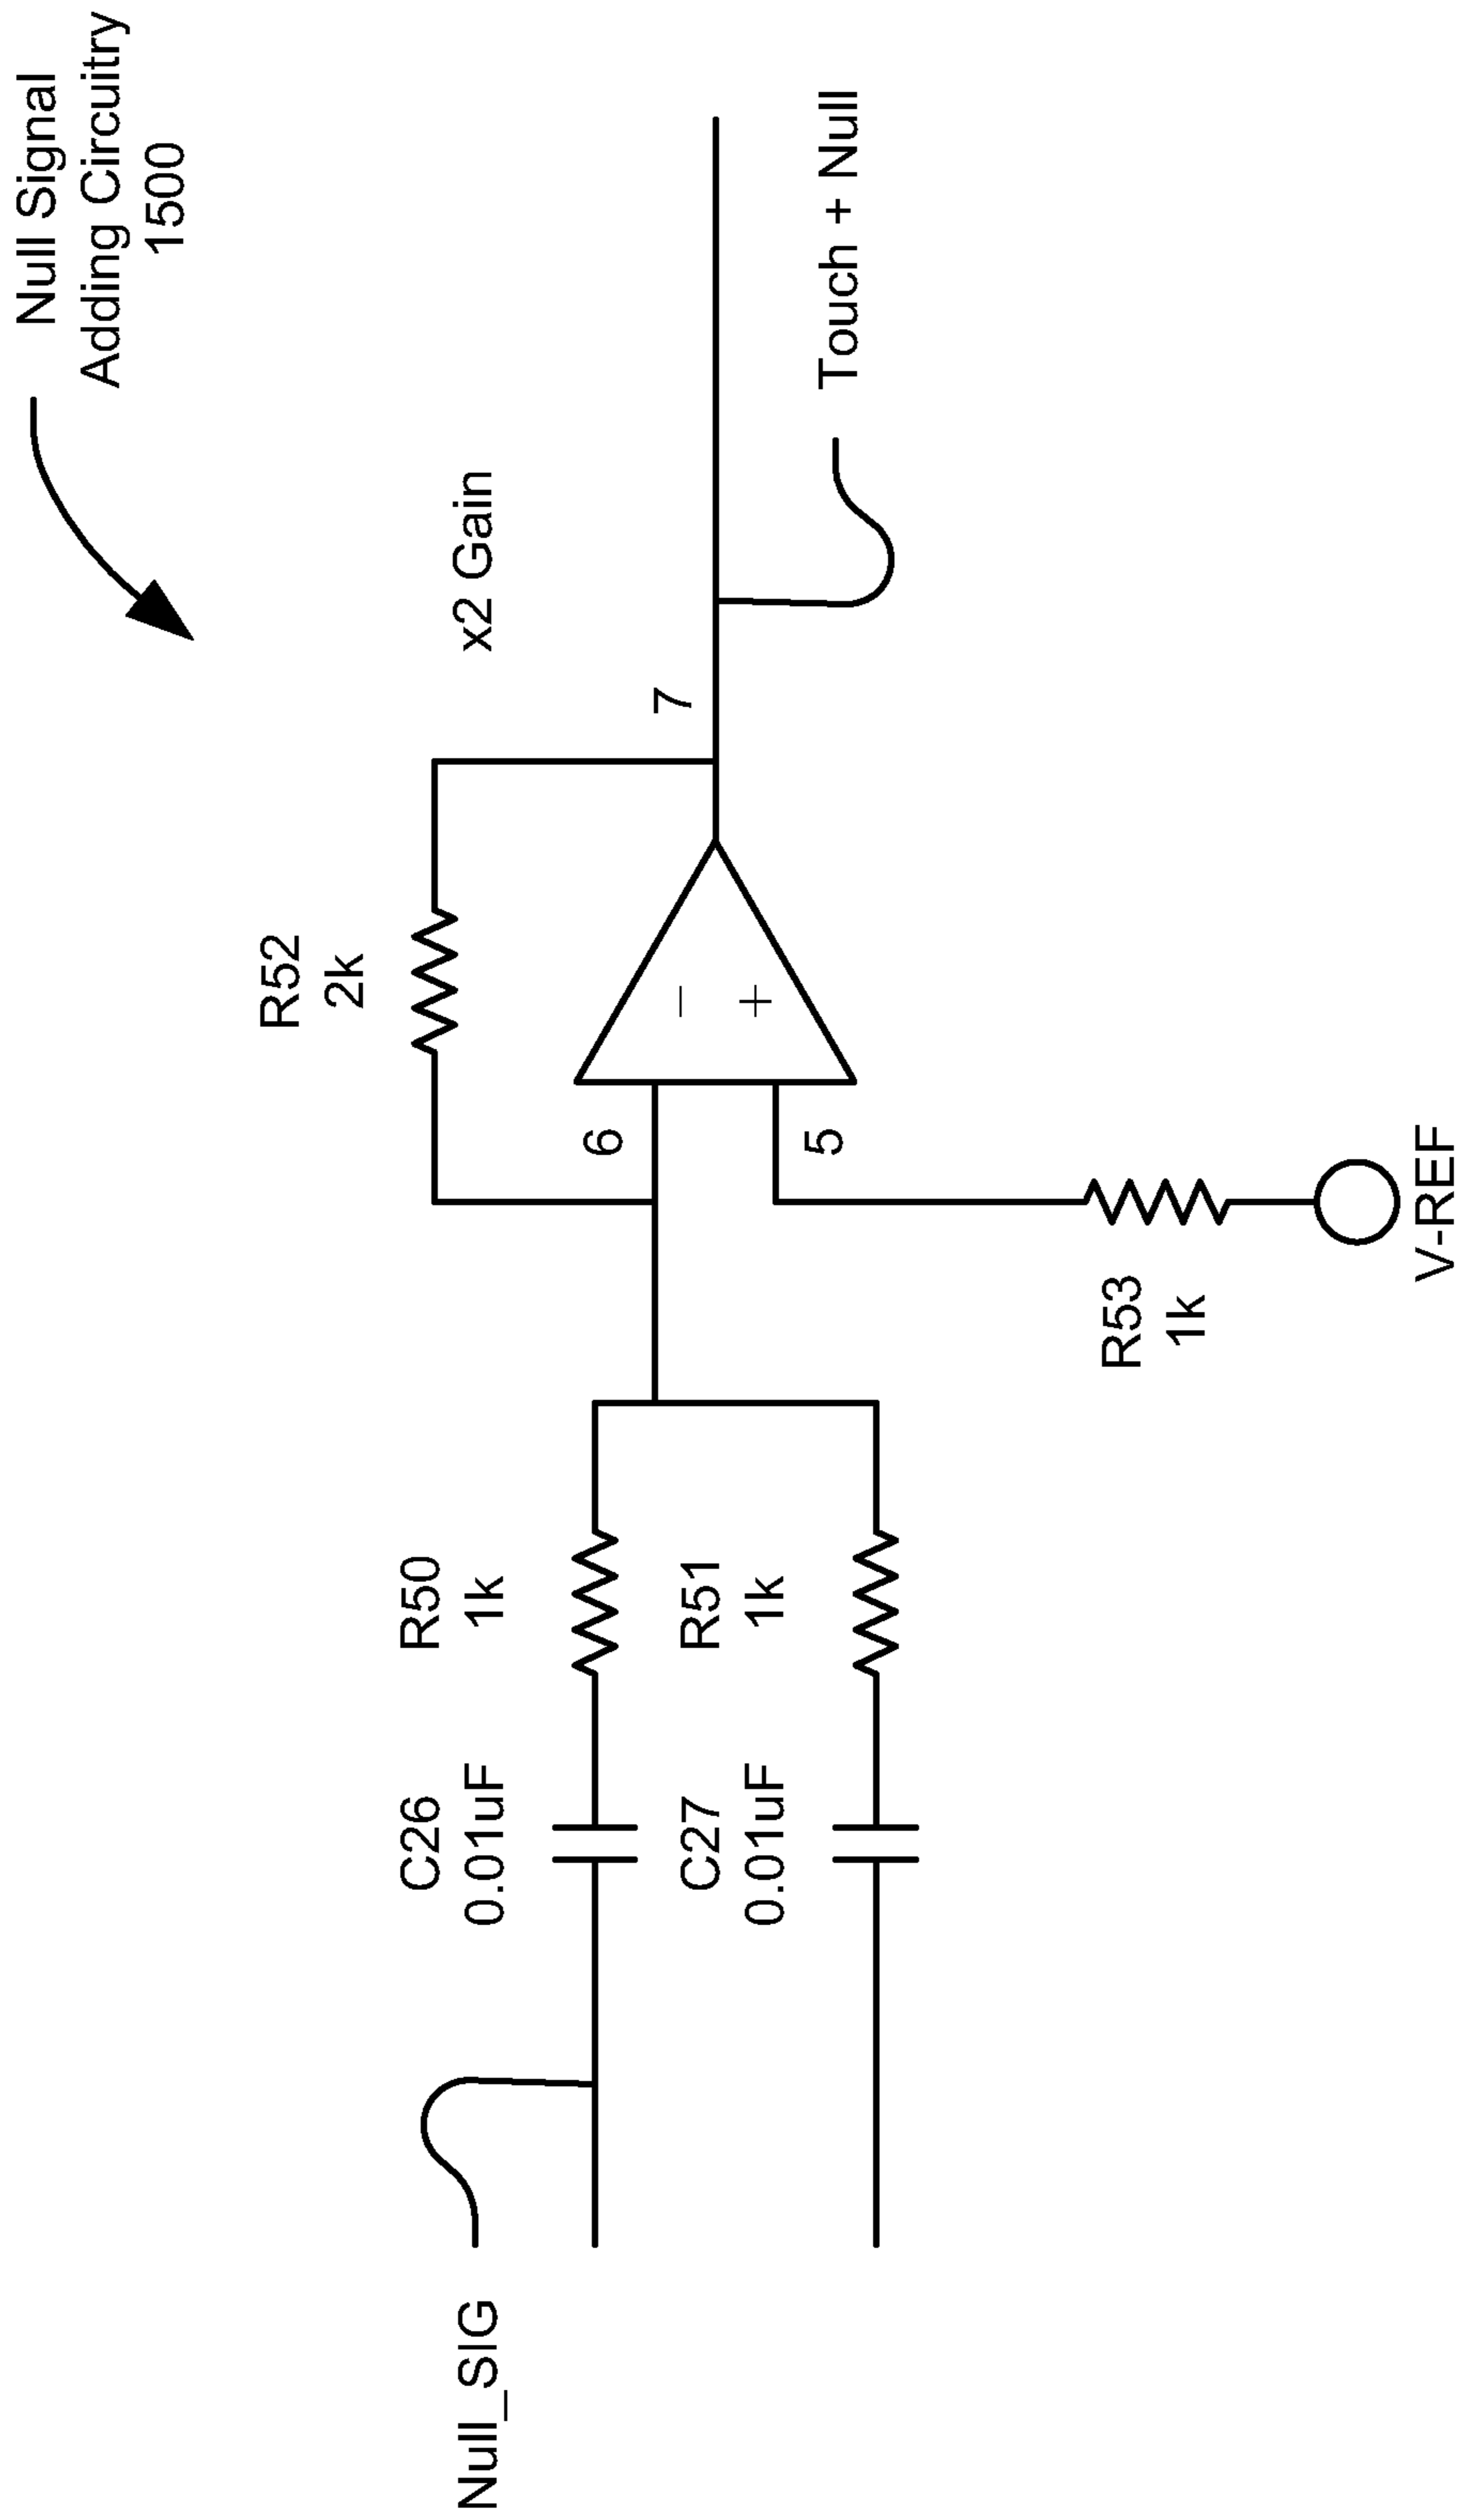 Null Signal
Adding Circuitry
1500
R52
2k
x2 Gain
Null_SIG
C26
0.01uF
R50
1k
6
7
−
+
C27
0.01uF
R51
1k
5
Touch + Null
R53
1k
V-REF